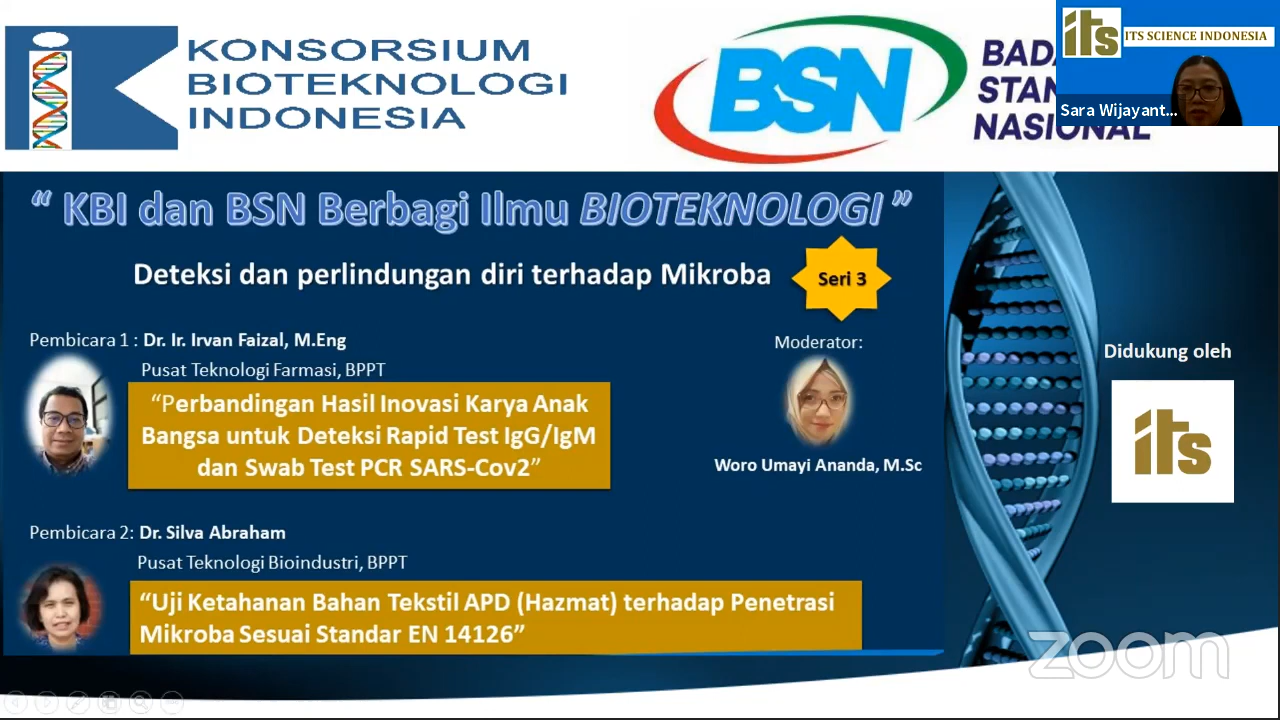 KONSORSIUM
BIOTEKNOLOGI
INDONESIA
BSN
NASIONAL
its
ITS SCIENCE INDONESIA
Sara Wijayant...
“ KBI dan BSN Berbagi Ilmu BIOTEKNOLOGI ”
Deteksi dan perlindungan diri terhadap Mikroba
Seri 3
Pembicara 1 : Dr. Ir. Irvan Faizal, M.Eng
Pusat Teknologi Farmasi, BPPT
“Perbandingan Hasil Inovasi Karya Anak
Bangsa untuk Deteksi Rapid Test IgG/IgM
dan Swab Test PCR SARS-Cov2”
Moderator:
Woro Umayi Ananda, M.Sc
Didukung oleh
its
Pembicara 2: Dr. Silva Abraham
Pusat Teknologi Bioindustri, BPPT
“Uji Ketahanan Bahan Tekstil APD (Hazmat) terhadap Penetrasi
Mikroba Sesuai Standar EN 14126”
zoom